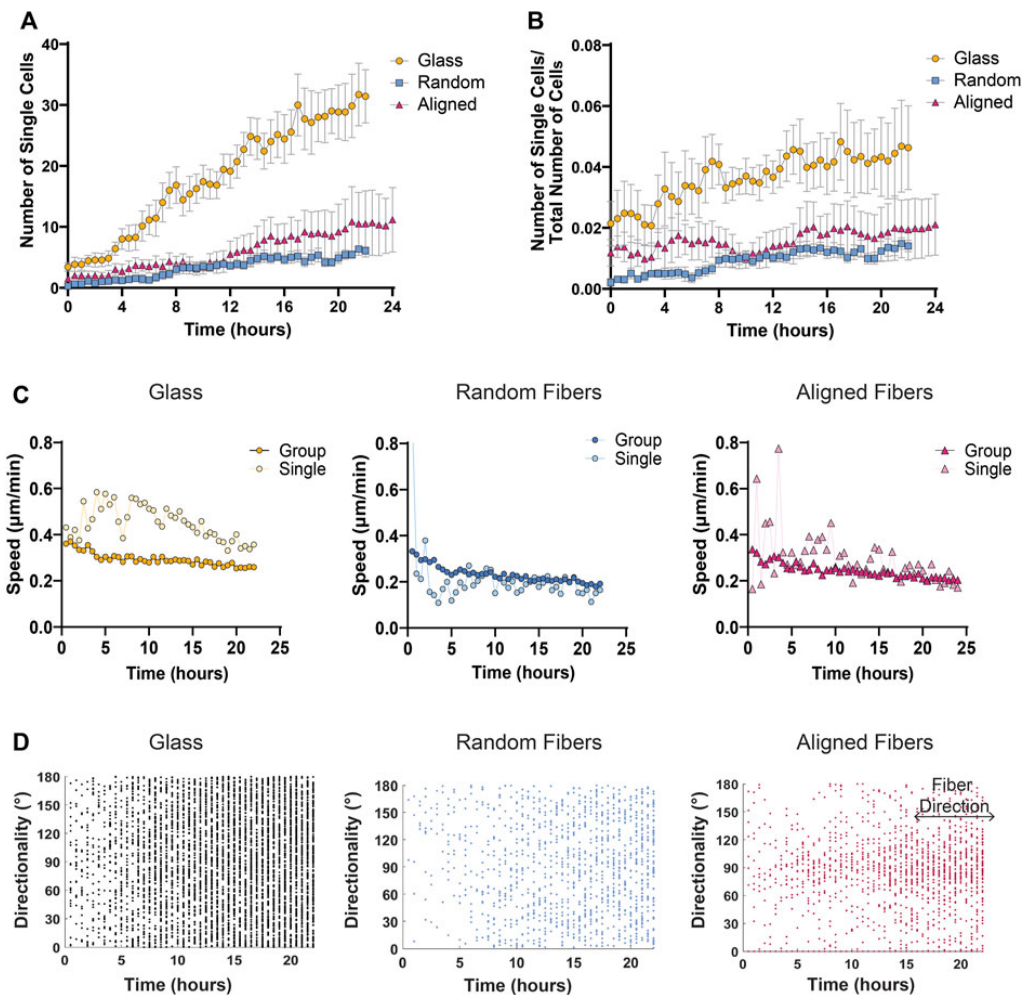 A
Number of Single Cells
40
30
20
10
0
0 4 8 12 16 20 24
Time (hours)
Glass
Random
Aligned
B
Number of Single Cells/
Total Number of Cells
0.08
0.06
0.04
0.02
0.00
0 4 8 12 16 20 24
Time (hours)
Glass
Random
Aligned
C
Glass
Speed (µm/min)
0.8
0.6
0.4
0.2
0.0
0 5 10 15 20 25
Time (hours)
Group
Single
Random Fibers
Speed (µm/min)
0.8
0.6
0.4
0.2
0.0
0 5 10 15 20 25
Time (hours)
Group
Single
Aligned Fibers
Speed (µm/min)
0.8
0.6
0.4
0.2
0.0
0 5 10 15 20 25
Time (hours)
Group
Single
D
Glass
Directionality (°)
180
150
120
90
60
30
0
0 5 10 15 20
Time (hours)
Random Fibers
Directionality (°)
180
150
120
90
60
30
0
0 5 10 15 20
Time (hours)
Aligned Fibers
Directionality (°)
180
150
120
90
60
30
0
0 5 10 15 20
Time (hours)
Fiber
Direction